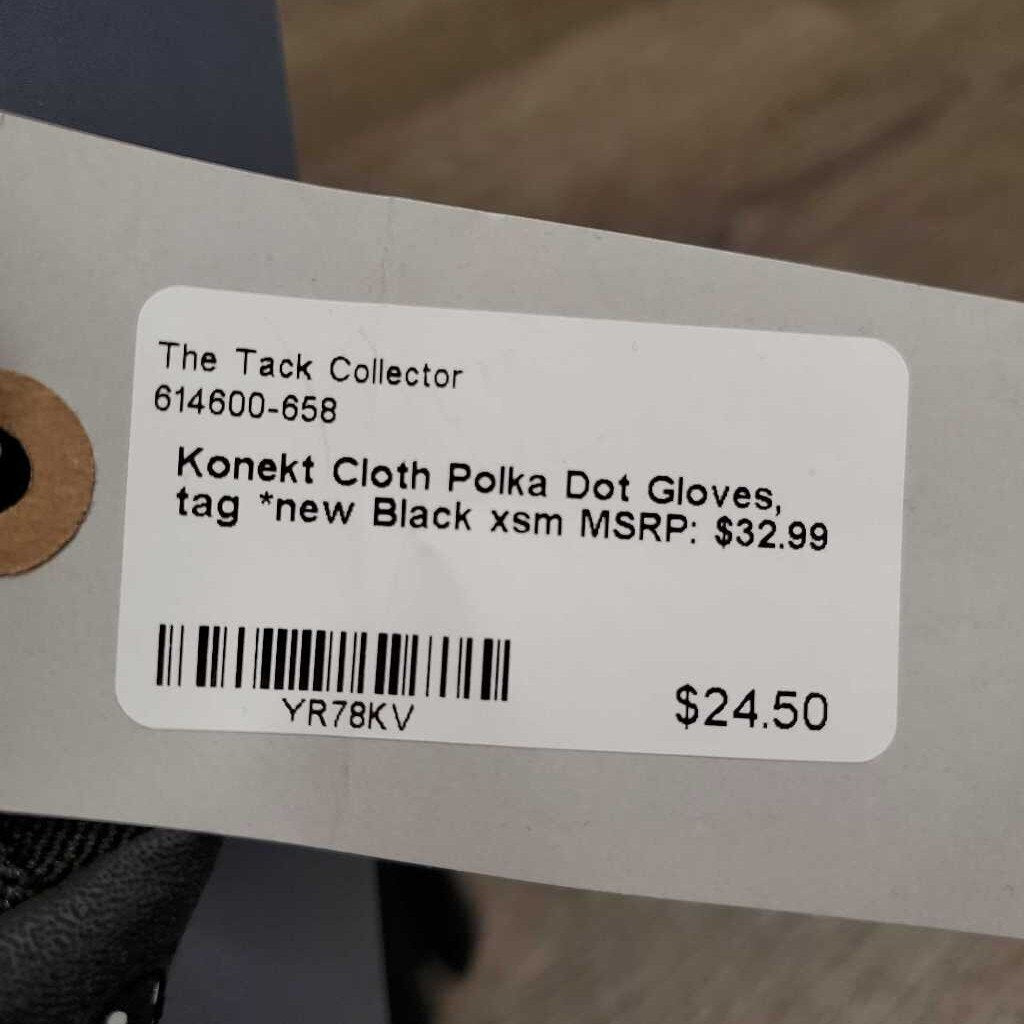 The Tack Collector
614600-658
Konekt Cloth Polka Dot Gloves,
tag *new Black xsm MSRP: $32.99
YR78KV
$24.50